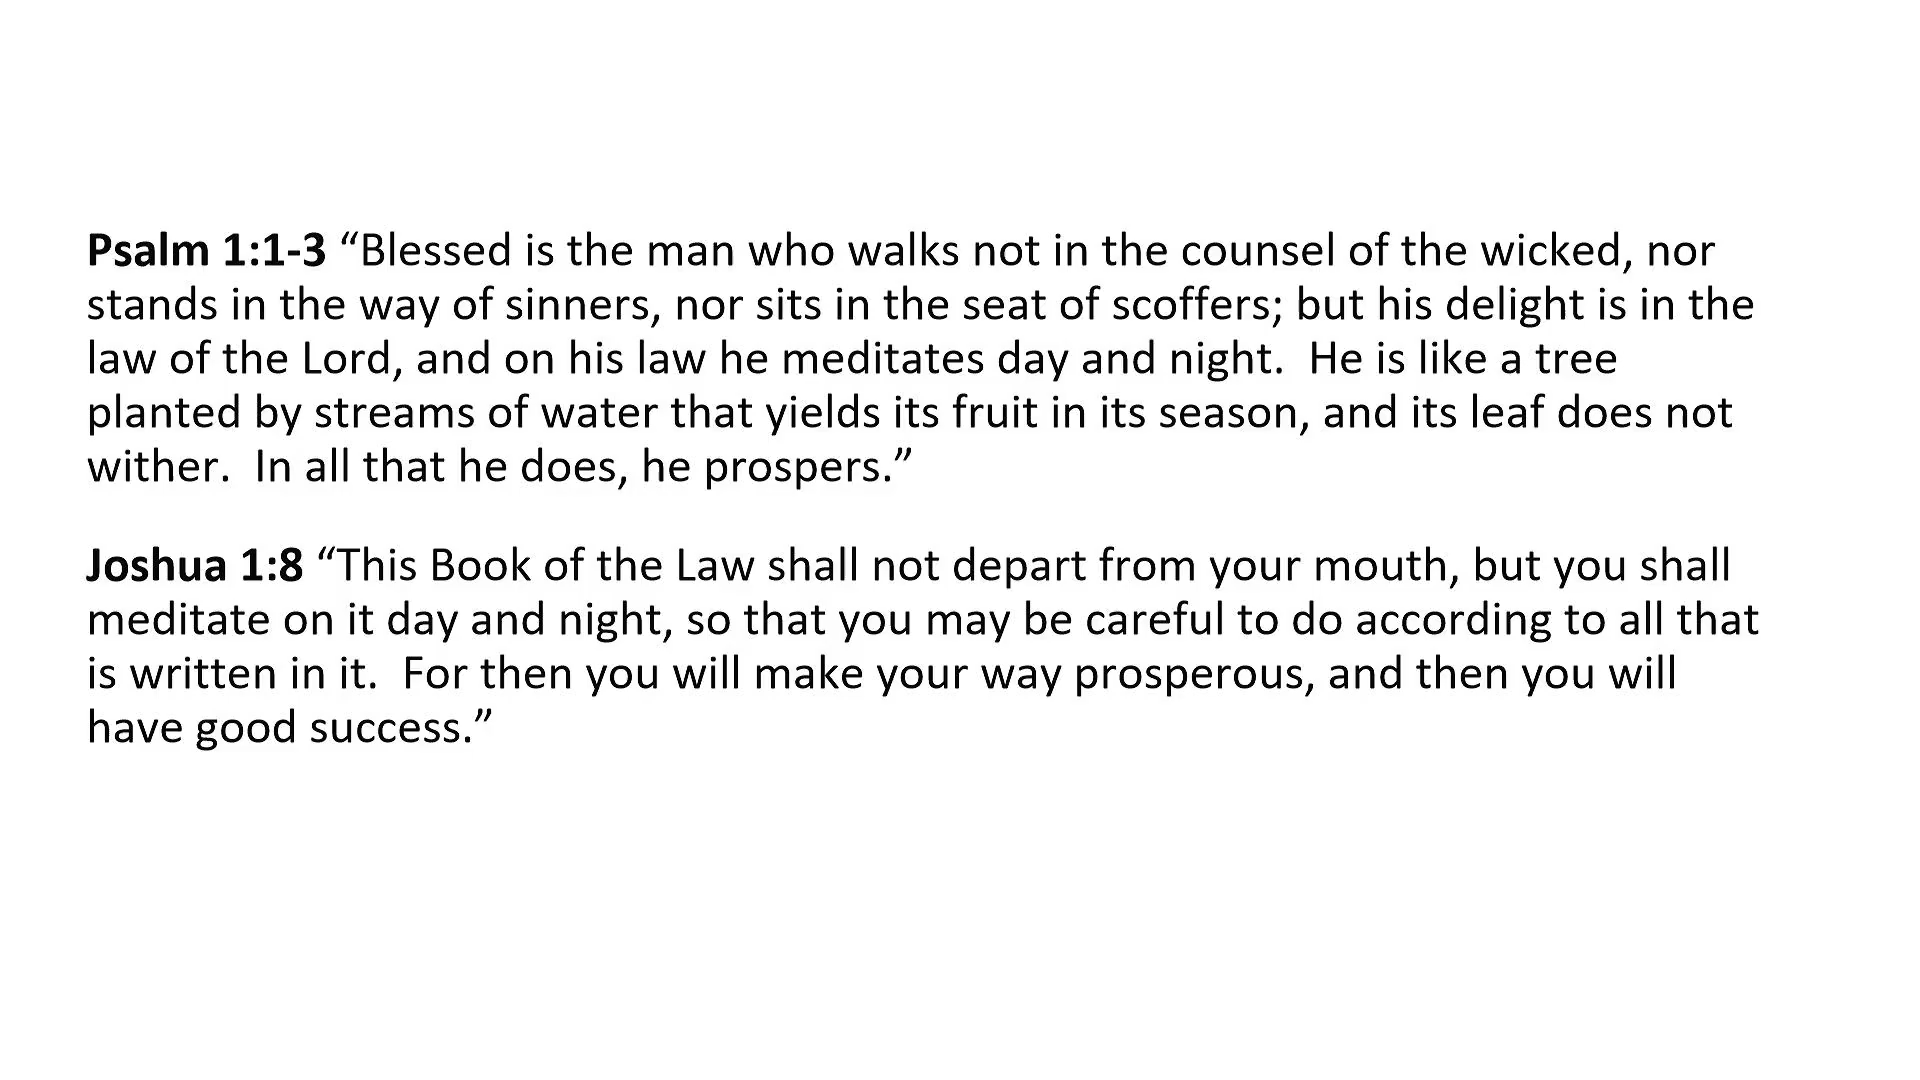 Psalm 1:1-3 “Blessed is the man who walks not in the counsel of the wicked, nor
stands in the way of sinners, nor sits in the seat of scoffers; but his delight is in the
law of the Lord, and on his law he meditates day and night.  He is like a tree
planted by streams of water that yields its fruit in its season, and its leaf does not
wither.  In all that he does, he prospers.”
Joshua 1:8 “This Book of the Law shall not depart from your mouth, but you shall
meditate on it day and night, so that you may be careful to do according to all that
is written in it.  For then you will make your way prosperous, and then you will
have good success.”